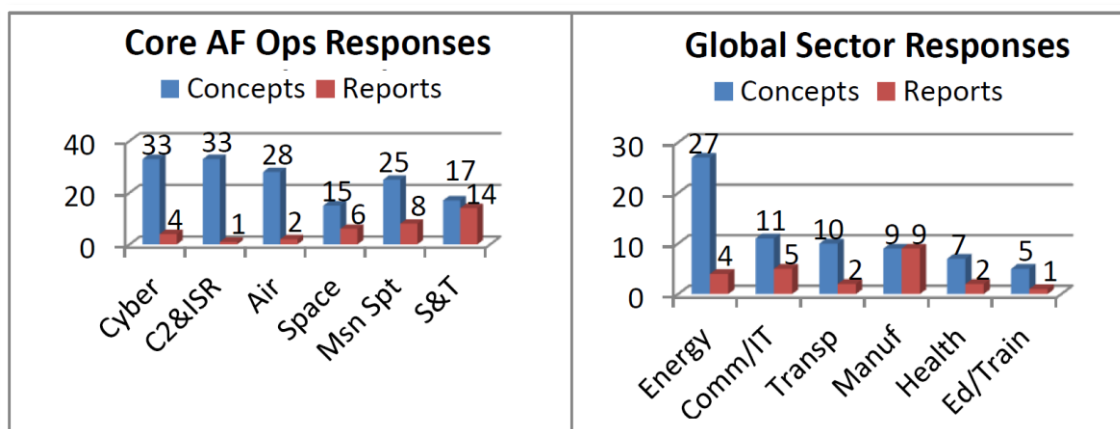 Core AF Ops Responses
Concepts Reports
40
20
0
33 4
33 1
28 2
15 6
25 8
17 14
Cyber
C2&ISR
Air
Space
Msn Spt
S&T
Global Sector Responses
Concepts Reports
30
20
10
0
27 4
11 5
10 2
9 9
7 2
5 1
Energy
Comm/IT
Transp
Manuf
Health
Ed/Train